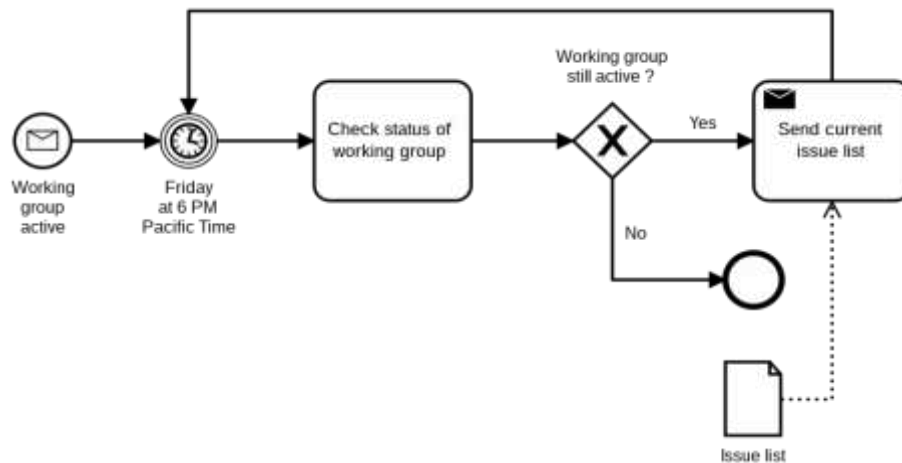 Working group
still active ?
Check status of
working group
Yes
Send current
issue list
Working
group
active
Friday
at 6 PM
Pacific Time
No
Issue list